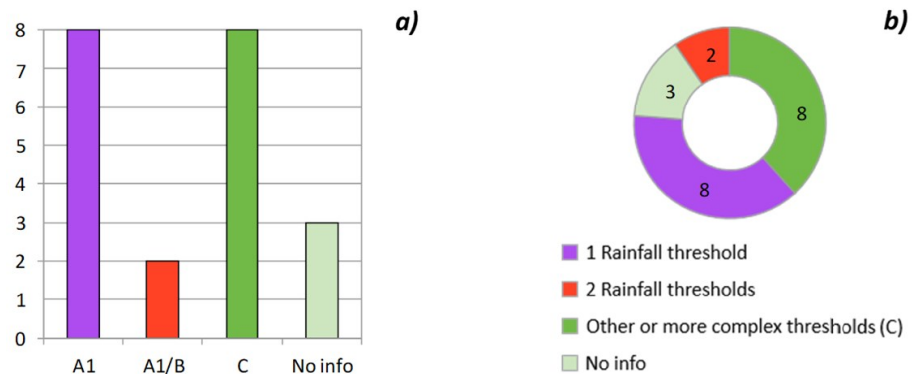 a)
8
7
6
5
4
3
2
1
0
A1 A1/B C No info
b)
2
3
8
8
1 Rainfall threshold
2 Rainfall thresholds
Other or more complex thresholds (C)
No info